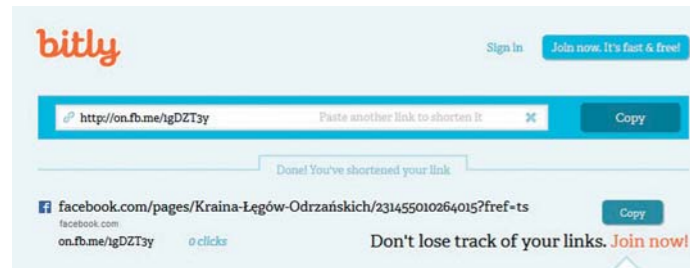 bitly
Sign in
Join now. It's fast & free!
http://on.fb.me/1gDZT3y
Paste another link to shorten it
Copy
Done! You've shortened your link
facebook.com/pages/Kraina-Łęgów-Odrzańskich/231455010264015?fref=ts
Copy
facebook.com
on.fb.me/1gDZT3y
0 clicks
Don't lose track of your links. Join now!